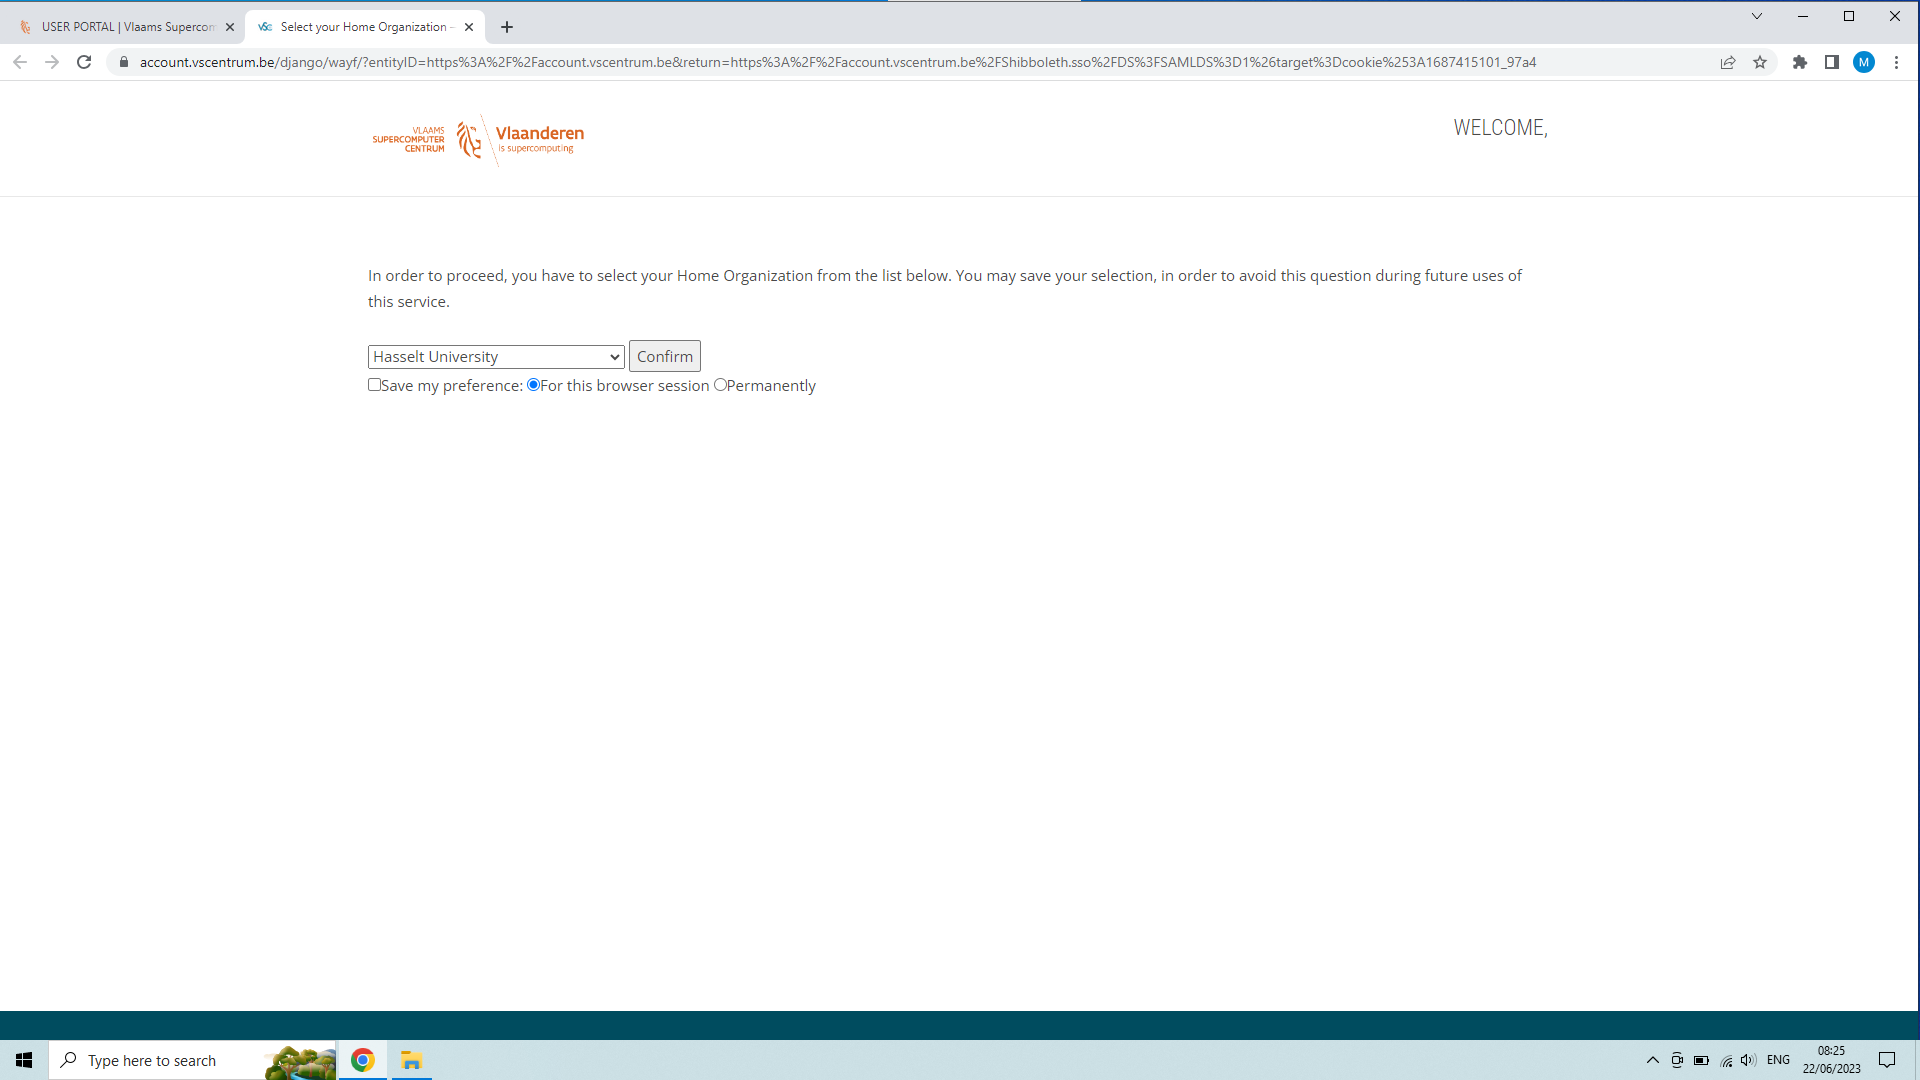 USER PORTAL | Vlaams Supercom
Select your Home Organization -
account.vscentrum.be/django/wayf/?entityID=https%3A%2F%2Faccount.vscentrum.be&return=https%3A%2F%2Faccount.vscentrum.be%2FShibboleth.sso%2FDS%3FSAMLDS%3D1%26target%3Dcookie%253A1687415101_97a4
M
VLAAMS
SUPERCOMPUTER
CENTRUM
Vlaanderen
is supercomputing
WELCOME,
In order to proceed, you have to select your Home Organization from the list below. You may save your selection, in order to avoid this question during future uses of
this service.
Hasselt University Confirm
Save my preference: For this browser session Permanently
Type here to search
ENG
08:25
22/06/2023